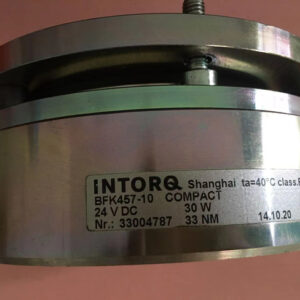 INTORQ Shanghai ta=40°C class.F
BFK457-10 COMPACT
24 V DC 30 W
Nr.: 33004787 33 NM 14.10.20